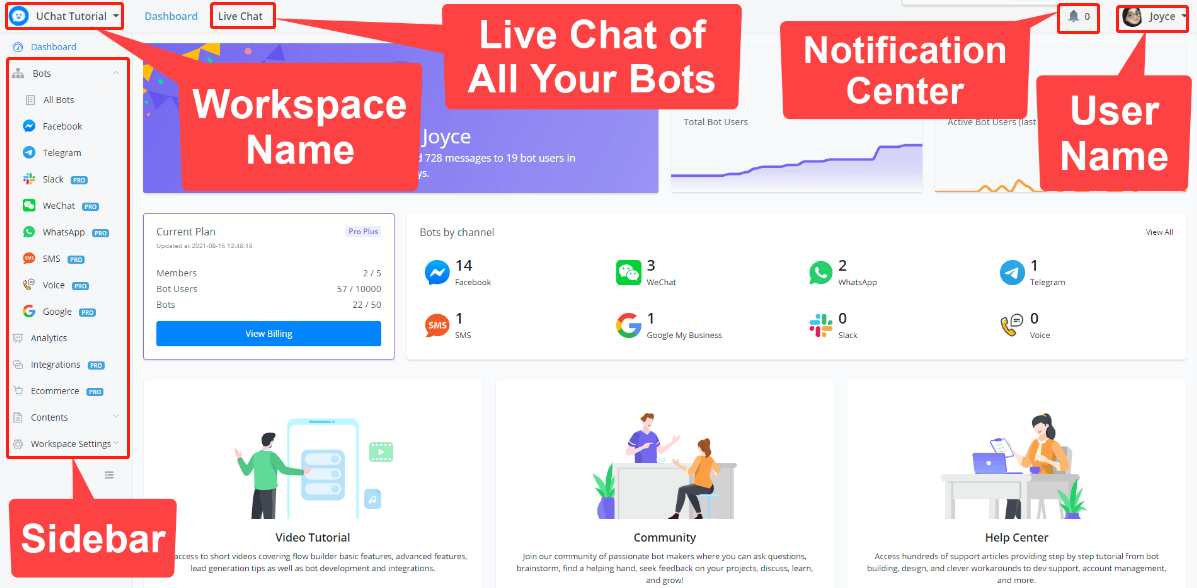 UChat Tutorial
Dashboard
Live Chat
0
Joyce
Live Chat of
All Your Bots
Notification
Center
User
Name
Workspace
Name
Sidebar
Dashboard
Bots
All Bots
Facebook
Telegram
Slack PRO
WeChat PRO
WhatsApp PRO
SMS PRO
Voice PRO
Google PRO
Analytics
Integrations PRO
Ecommerce PRO
Contents
Workspace Settings
Joyce
728 messages to 19 bot users in
Total Bot Users
Active Bot Users (last
Current Plan
Pro Plus
Updated at 2021-08-16 12:48:18
Members 2 / 5
Bot Users 57 / 10000
Bots 22 / 50
View Billing
Bots by channel
View All
14
Facebook
3
WeChat
2
WhatsApp
1
Telegram
SMS
1
SMS
1
Google My Business
0
Slack
0
Voice
Video Tutorial
access to short videos covering flow builder basic features, advanced features,
lead generation tips as well as bot development and integrations.
Community
Join our community of passionate bot makers where you can ask questions,
brainstorm, find a helping hand, seek feedback on your projects, discuss, learn,
and grow!
Help Center
Access hundreds of support articles providing step by step tutorial from bot
building, design, and clever workarounds to dev support, account management,
and more.